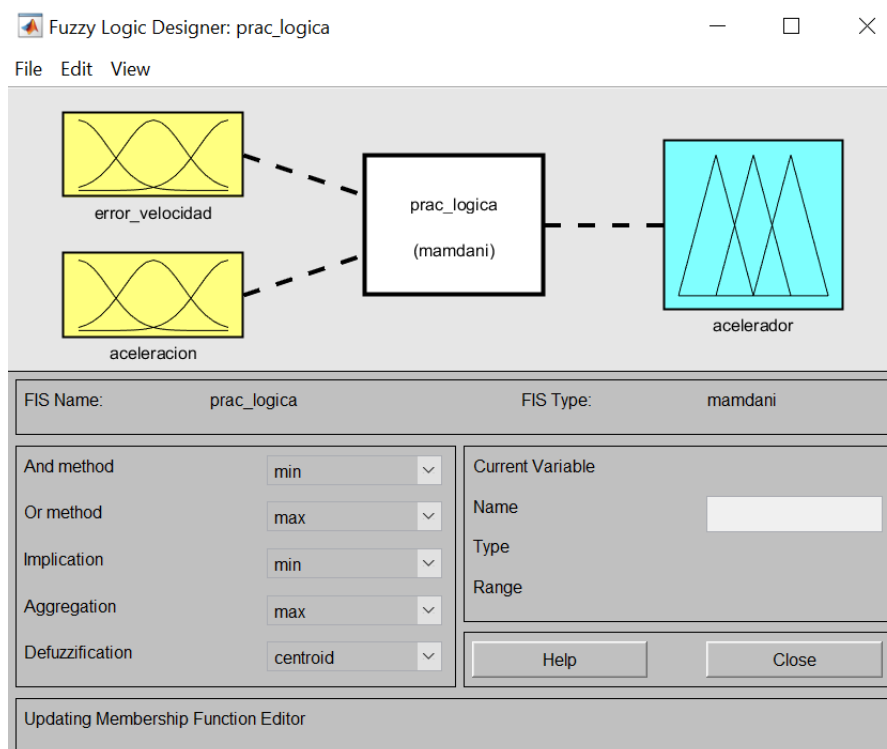 Fuzzy Logic Designer: prac_logica
File Edit View
error_velocidad
aceleracion
prac_logica
(mamdani)
acelerador
FIS Name: prac_logica FIS Type: mamdani
And method min
Or method max
Implication min
Aggregation max
Defuzzification centroid
Current Variable
Name
Type
Range
Help Close
Updating Membership Function Editor